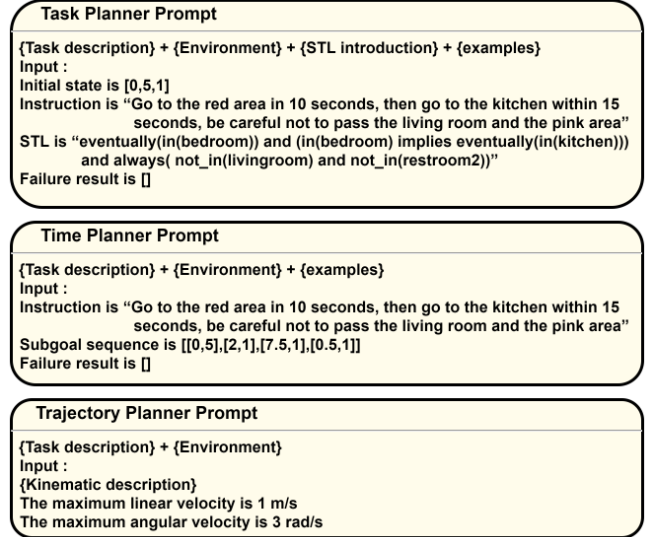 Task Planner Prompt
{Task description} + {Environment} + {STL introduction} + {examples}
Input :
Initial state is [0,5,1]
Instruction is “Go to the red area in 10 seconds, then go to the kitchen within 15
seconds, be careful not to pass the living room and the pink area”
STL is “eventually(in(bedroom)) and (in(bedroom) implies eventually(in(kitchen)))
and always( not_in(livingroom) and not_in(restroom2))”
Failure result is []
Time Planner Prompt
{Task description} + {Environment} + {examples}
Input :
Instruction is “Go to the red area in 10 seconds, then go to the kitchen within 15
seconds, be careful not to pass the living room and the pink area”
Subgoal sequence is [[0,5],[2,1],[7.5,1],[0.5,1]]
Failure result is []
Trajectory Planner Prompt
{Task description} + {Environment}
Input :
{Kinematic description}
The maximum linear velocity is 1 m/s
The maximum angular velocity is 3 rad/s